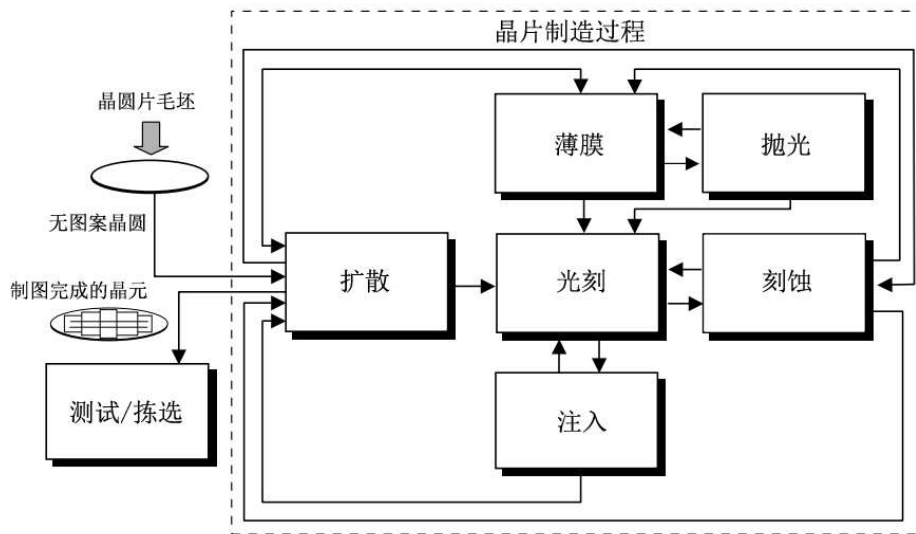 晶片制造过程
晶圆片毛坯
薄膜
抛光
无图案晶圆
扩散
光刻
刻蚀
制图完成的晶元
测试/拣选
注入